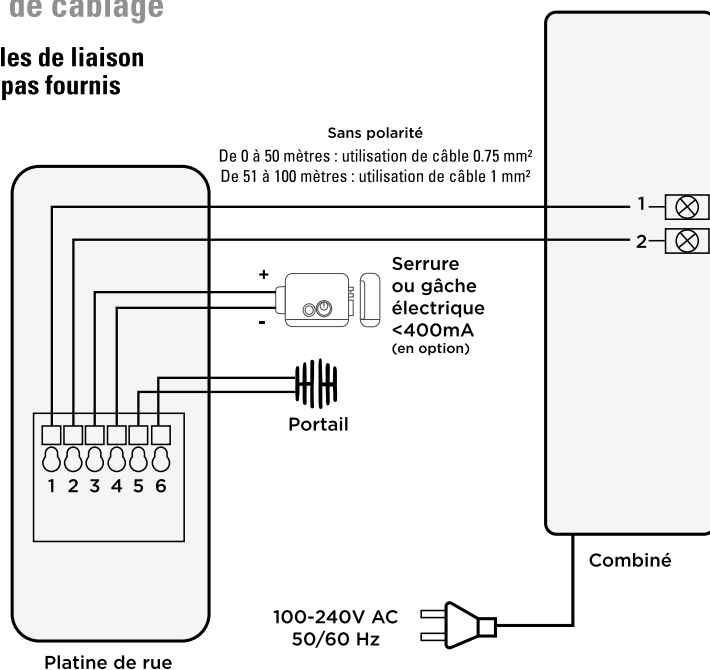 de câblage
les de liaison
pas fournis
Sans polarité
De 0 à 50 mètres : utilisation de câble 0.75 mm²
De 51 à 100 mètres : utilisation de câble 1 mm²
1
2
+
-
Serrure
ou gâche
électrique
<400mA
(en option)
Portail
1 2 3 4 5 6
Combiné
100-240V AC
50/60 Hz
Platine de rue